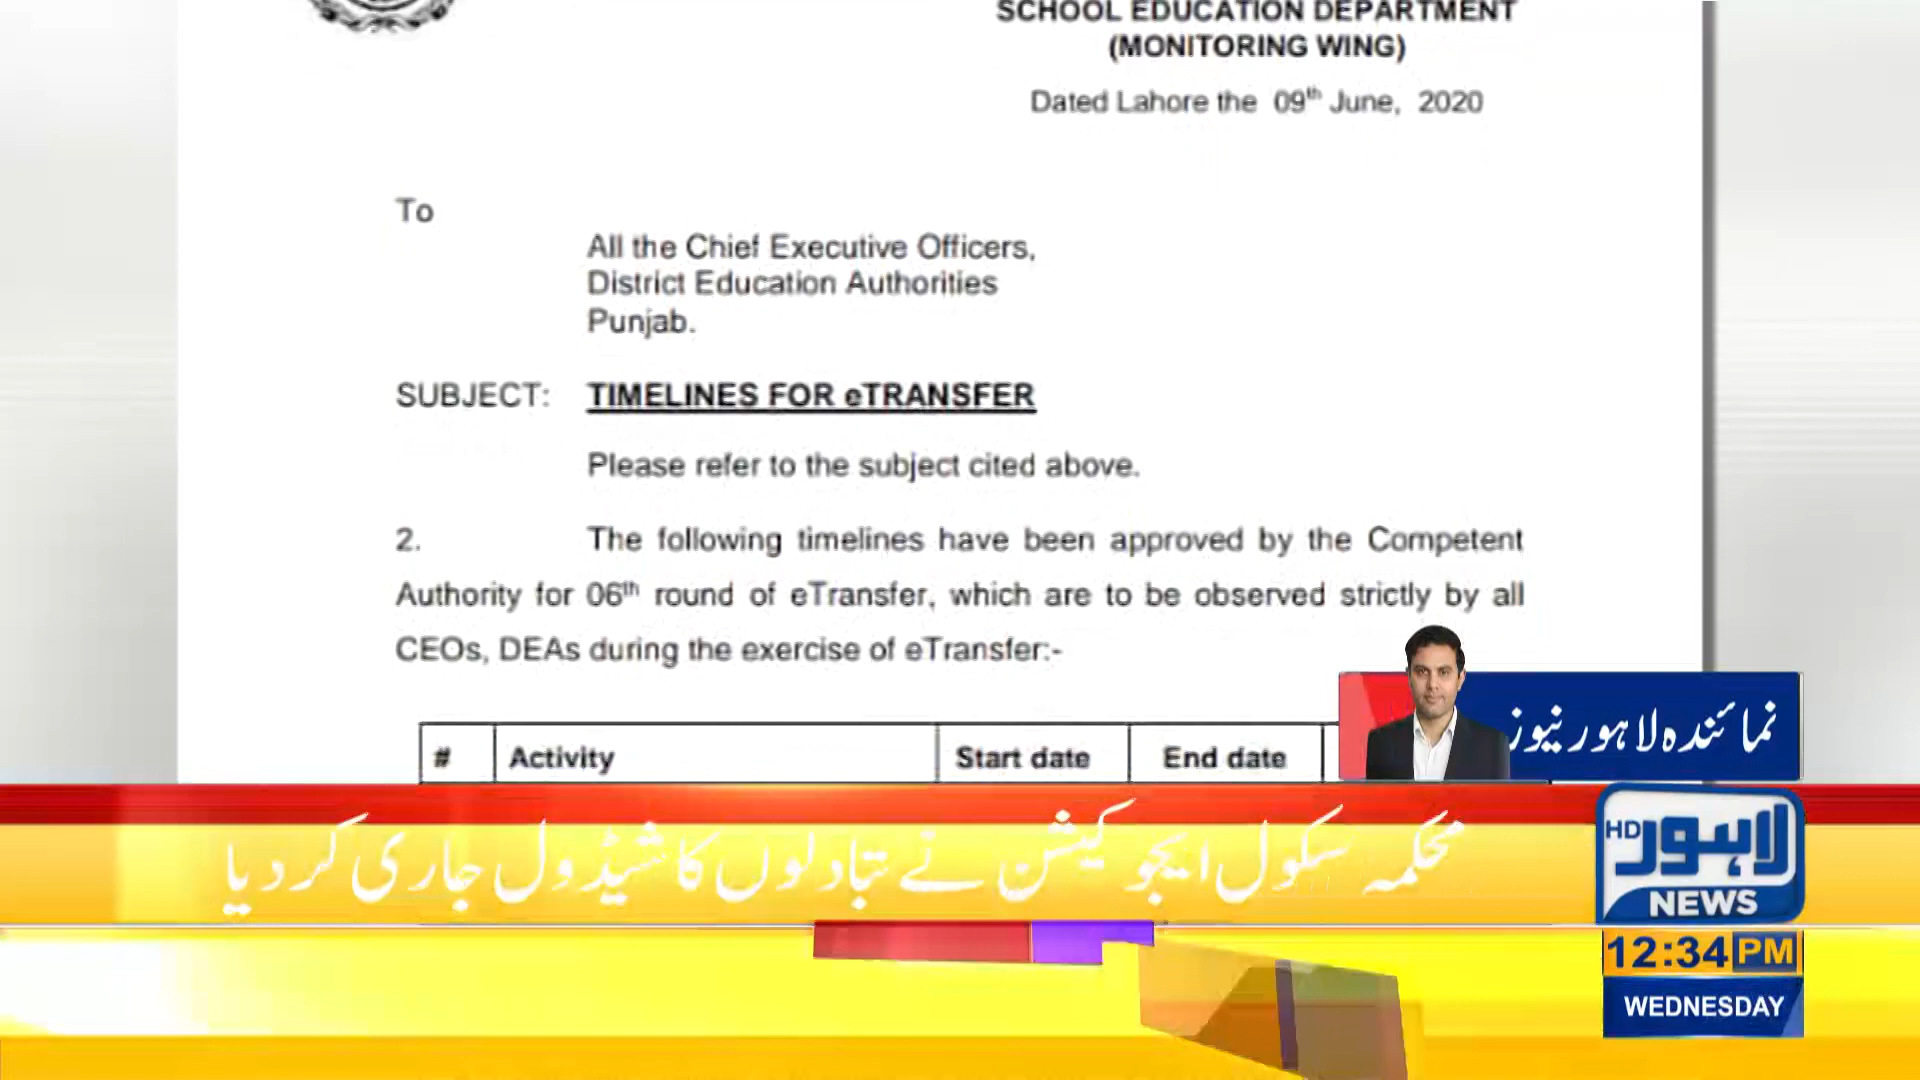 SCHOOL EDUCATION DEPARTMENT
(MONITORING WING)
Dated Lahore the 09th June, 2020
To
All the Chief Executive Officers,
District Education Authorities
Punjab.
SUBJECT: TIMELINES FOR eTRANSFER
Please refer to the subject cited above.
2. The following timelines have been approved by the Competent
Authority for 06th round of eTransfer, which are to be observed strictly by all
CEOs, DEAs during the exercise of eTransfer:-
# Activity Start date End date
نمائندہ لاہور نیوز
محکمہ سکول ایجوکیشن نے تبادلوں کا شیڈول جاری کر دیا
لاہور HD
NEWS
12:34 PM
WEDNESDAY